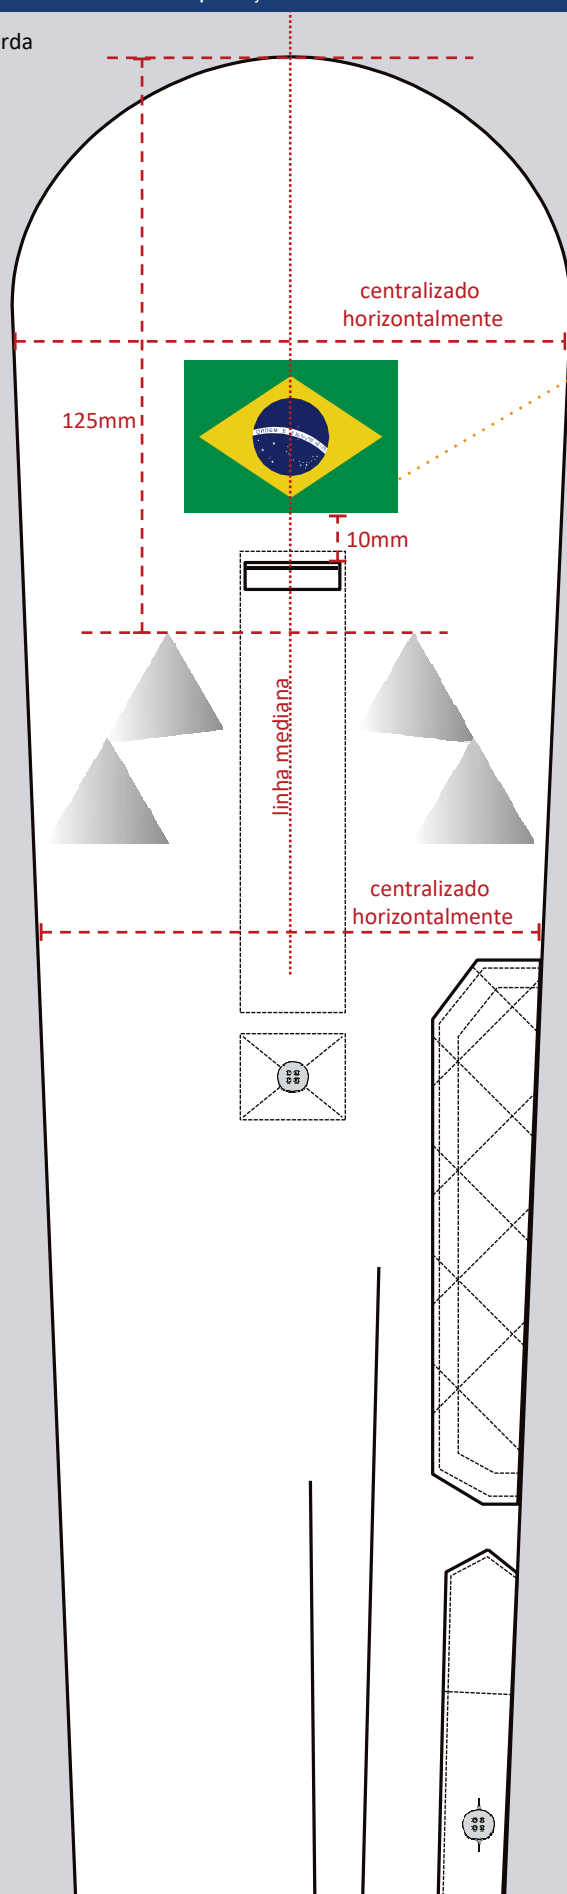 rda
centralizado
horizontalmente
125mm
10mm
linha mediana
centralizado
horizontalmente